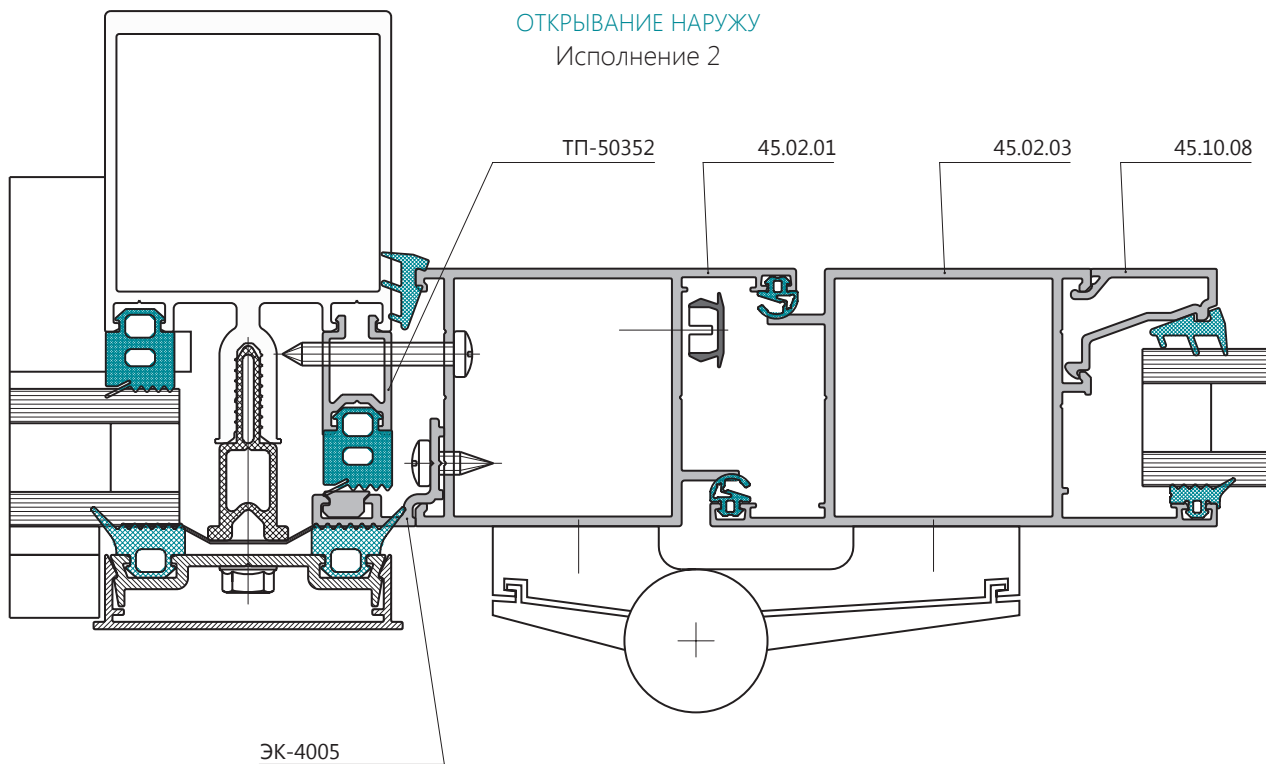 ОТКРЫВАНИЕ НАРУЖУ
Исполнение 2
ТП-50352
45.02.01
45.02.03
45.10.08
ЭК-4005